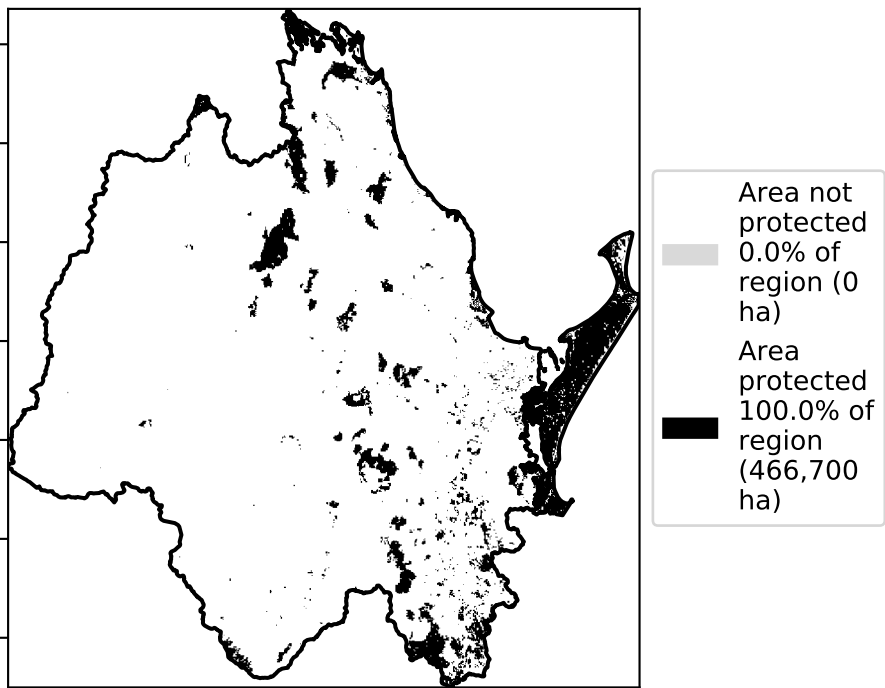 Area not
protected
0.0% of
region (0
ha)
Area
protected
100.0% of
region
(466,700
ha)